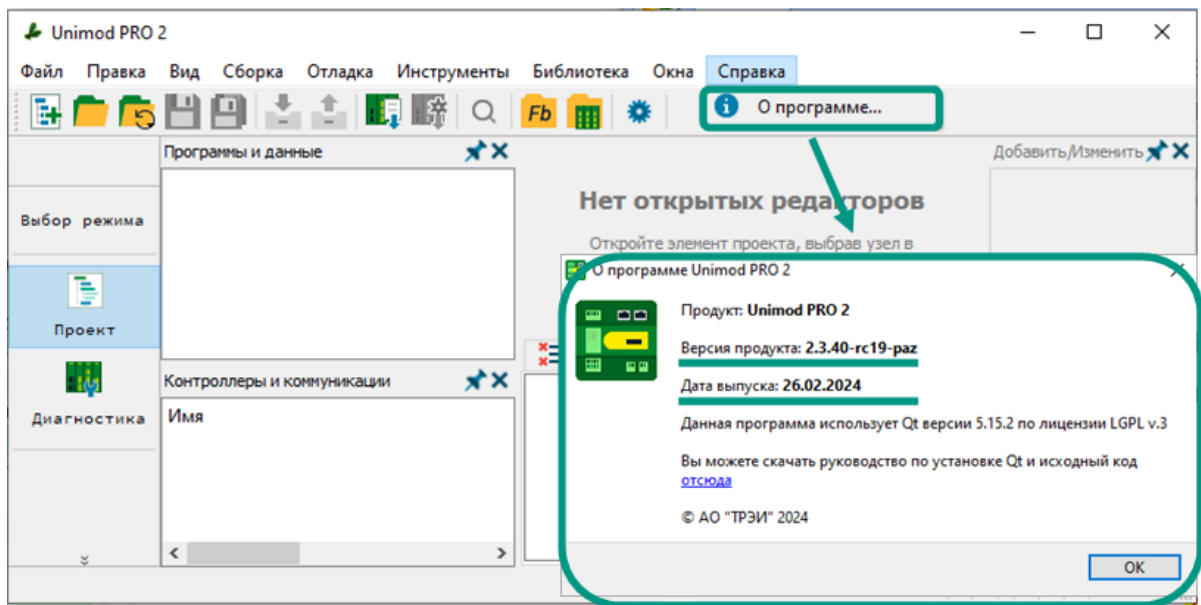 Unimod PRO 2
Файл Правка Вид Сборка Отладка Инструменты Библиотека Окна Справка
Fb
О программе...
Программы и данные
Добавить/Изменить
Выбор режима
Нет открытых редакторов
Откройте элемент проекта, выбрав узел в
Проект
Контроллеры и коммуникации
Имя
Диагностика
О программе Unimod PRO 2
Продукт: Unimod PRO 2
Версия продукта: 2.3.40-rc19-paz
Дата выпуска: 26.02.2024
Данная программа использует Qt версии 5.15.2 по лицензии LGPL v.3
Вы можете скачать руководство по установке Qt и исходный код
отсюда
© АО "ТРЭИ" 2024
OK